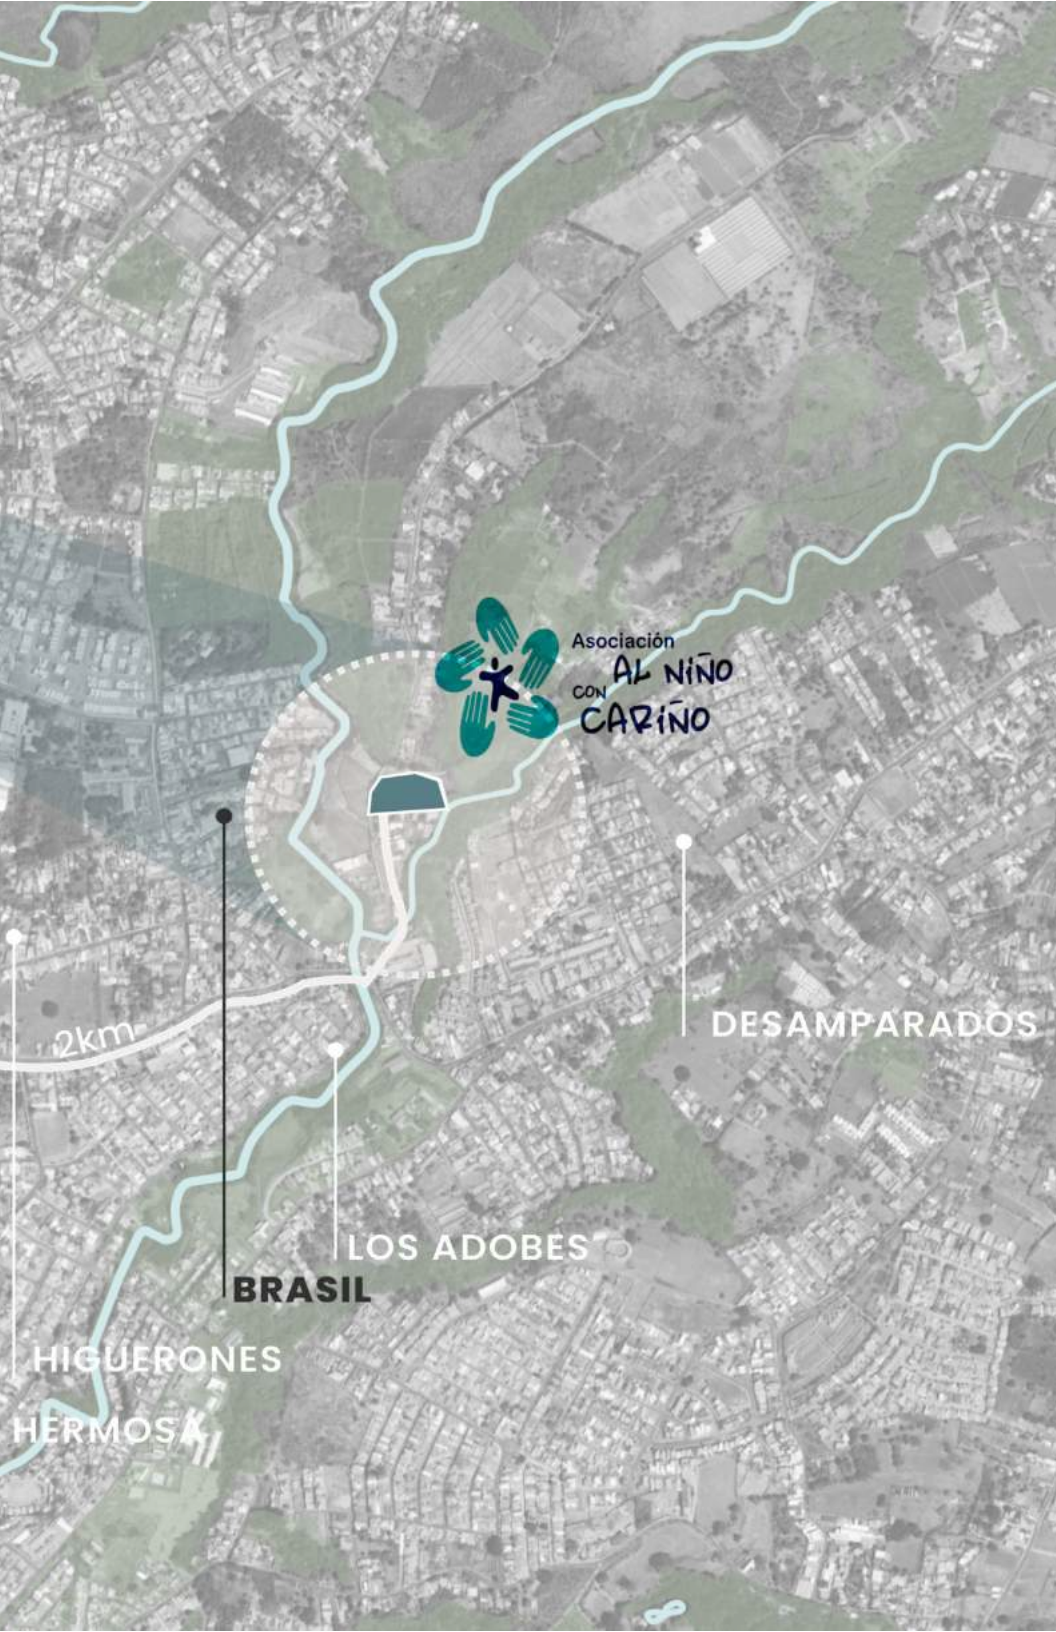 Asociación
AL NIÑO
CON
CARIÑO
2km
DESAMPARADOS
LOS ADOBES
BRASIL
HIGUERONES
HERMOSA